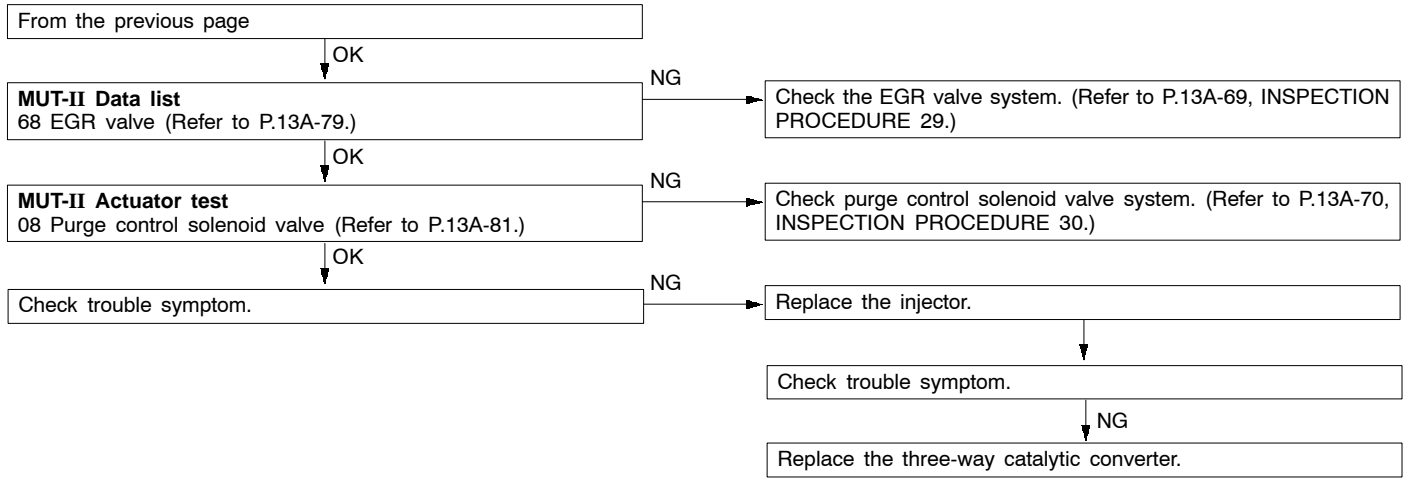 From the previous page
OK
MUT-II Data list
68 EGR valve (Refer to P.13A-79.)
NG
Check the EGR valve system. (Refer to P.13A-69, INSPECTION
PROCEDURE 29.)
OK
MUT-II Actuator test
08 Purge control solenoid valve (Refer to P.13A-81.)
NG
Check purge control solenoid valve system. (Refer to P.13A-70,
INSPECTION PROCEDURE 30.)
OK
Check trouble symptom.
NG
Replace the injector.
Check trouble symptom.
NG
Replace the three-way catalytic converter.